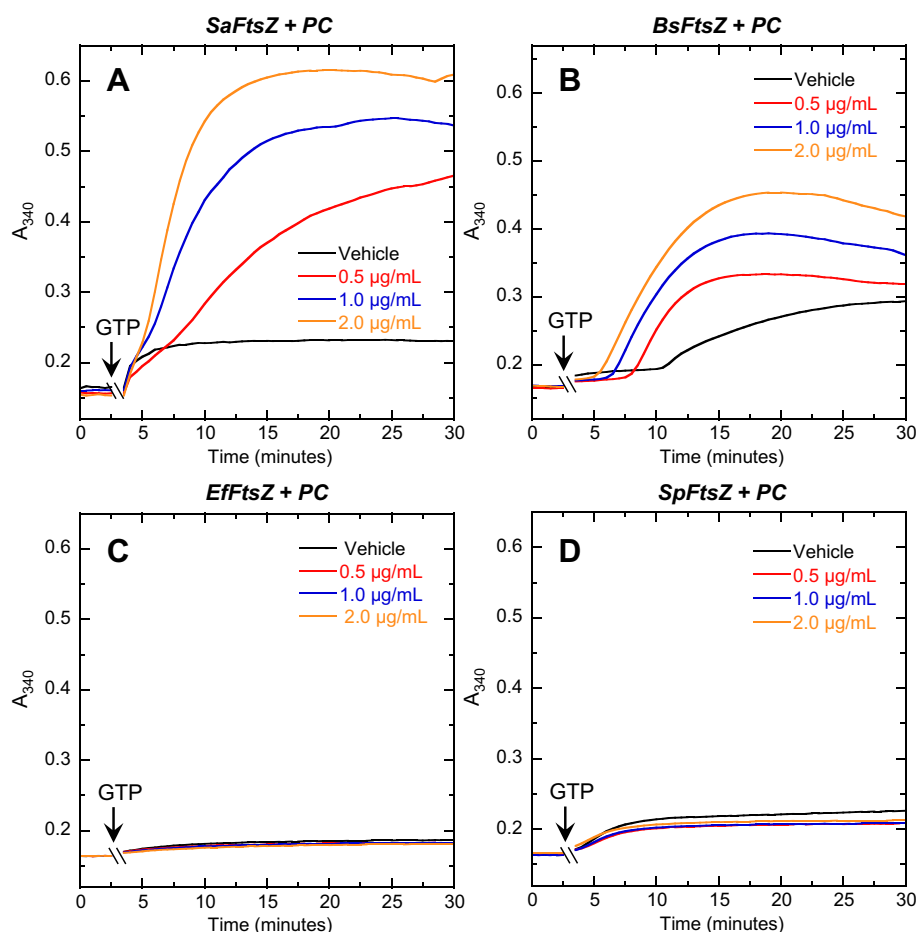 SaFtsZ + PC
A
A340
0.6
0.5
0.4
0.3
0.2
GTP
Vehicle
0.5 µg/mL
1.0 µg/mL
2.0 µg/mL
0 5 10 15 20 25 30
Time (minutes)
BsFtsZ + PC
B
A340
0.6
0.5
0.4
0.3
0.2
GTP
Vehicle
0.5 µg/mL
1.0 µg/mL
2.0 µg/mL
0 5 10 15 20 25 30
Time (minutes)
EfFtsZ + PC
C
A340
0.6
0.5
0.4
0.3
0.2
GTP
Vehicle
0.5 µg/mL
1.0 µg/mL
2.0 µg/mL
0 5 10 15 20 25 30
Time (minutes)
SpFtsZ + PC
D
A340
0.6
0.5
0.4
0.3
0.2
GTP
Vehicle
0.5 µg/mL
1.0 µg/mL
2.0 µg/mL
0 5 10 15 20 25 30
Time (minutes)